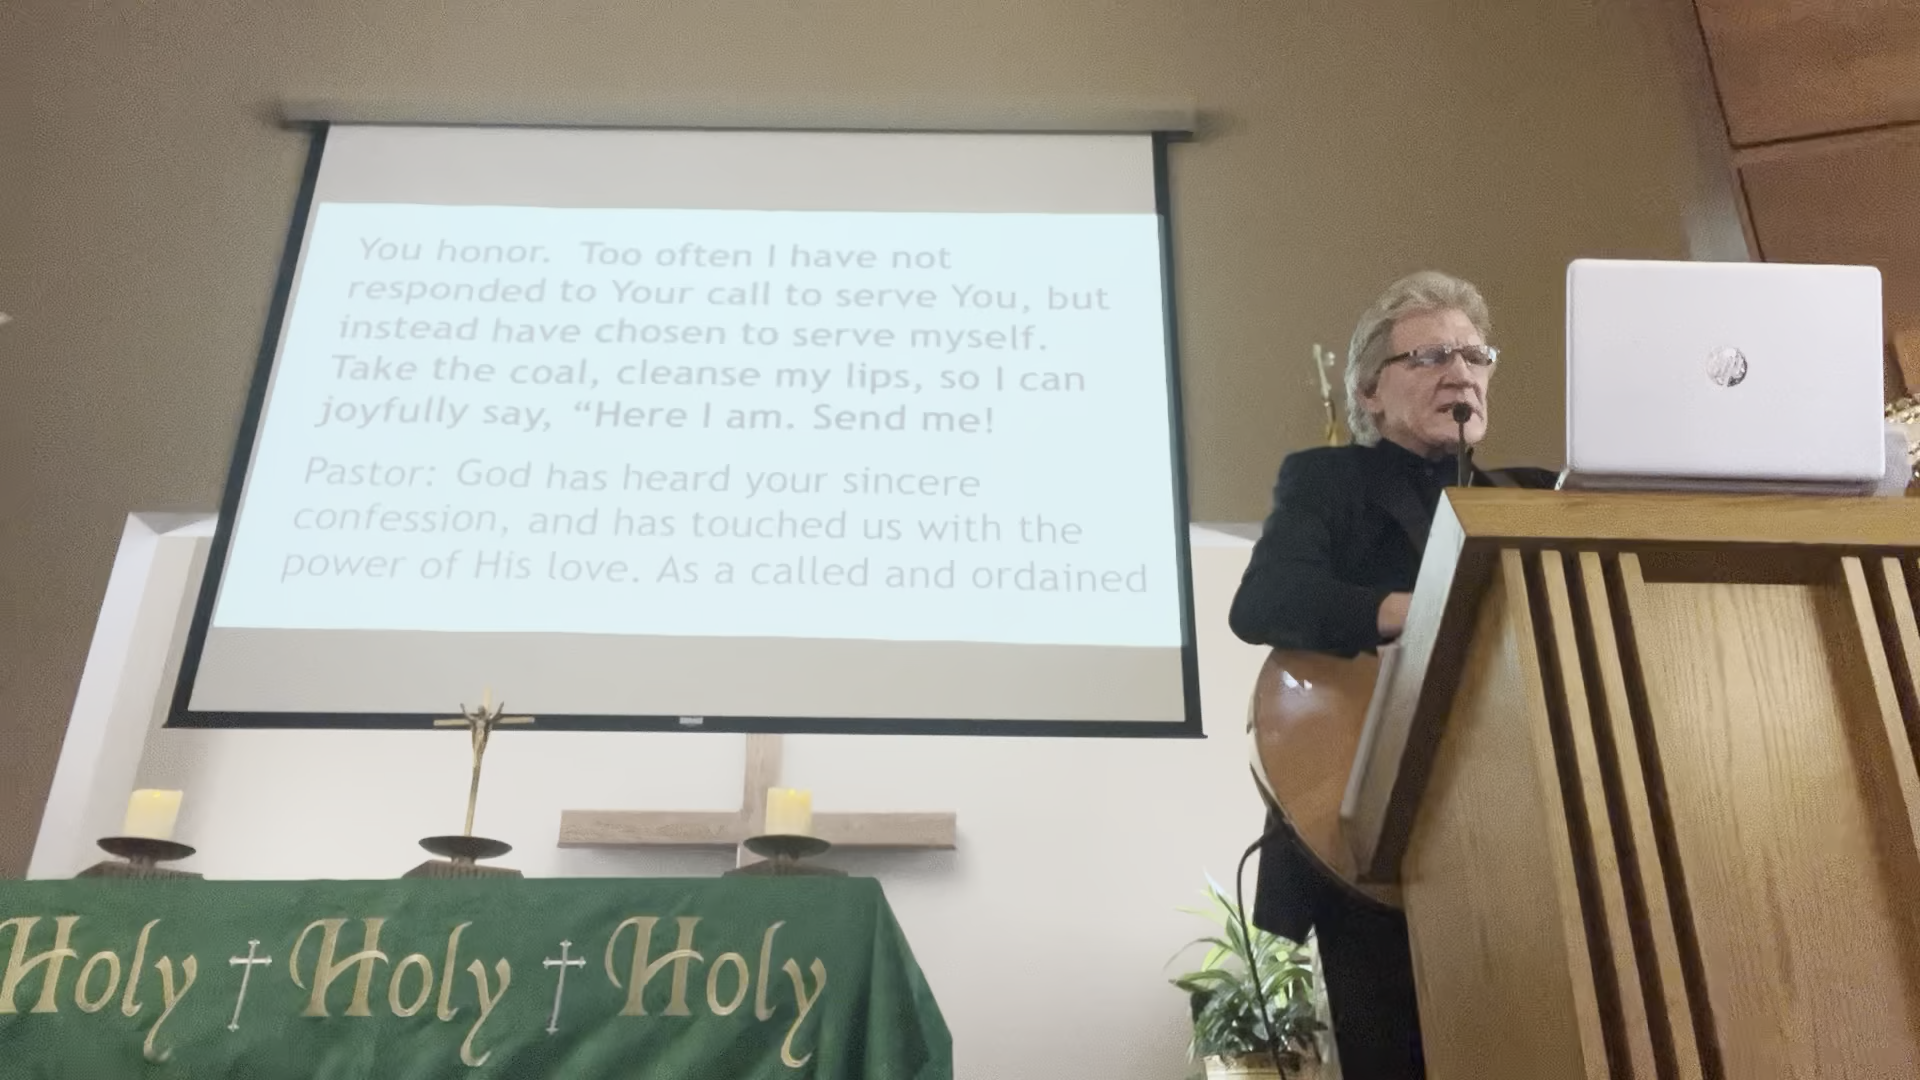 You honor. Too often I have not
responded to Your call to serve You, but
instead have chosen to serve myself.
Take the coal, cleanse my lips, so I can
joyfully say, “Here I am. Send me!
Pastor: God has heard your sincere
confession, and has touched us with the
power of His love. As a called and ordained
hp
Holy Holy Holy